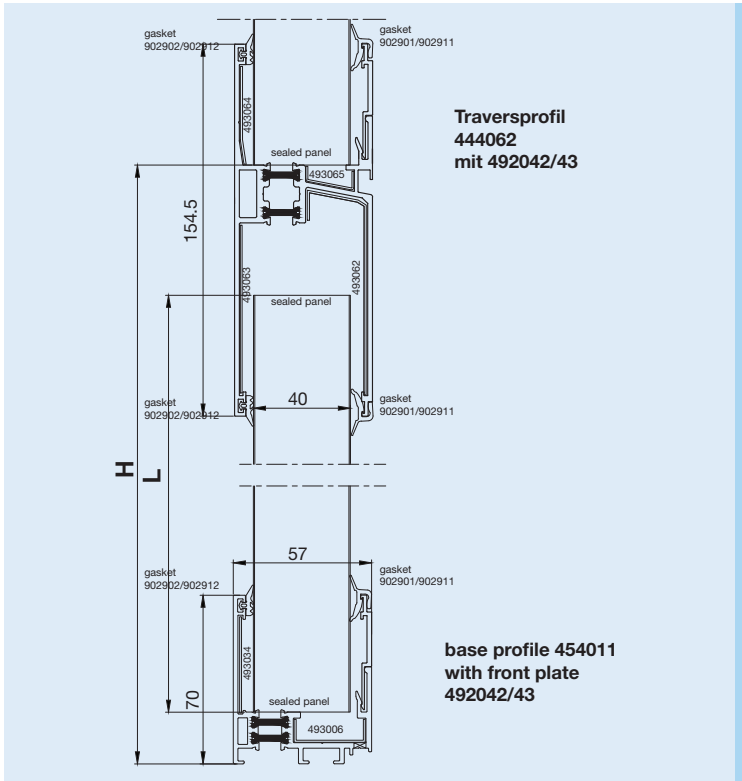 gasket
902902/902912
gasket
902901/902911
493064
Traversprofil
444062
mit 492042/43
sealed panel
493065
154.5
493063
493062
sealed panel
gasket
902902/902912
40
gasket
902901/902911
H
L
57
gasket
902902/902912
gasket
902901/902911
493034
base profile 454011
with front plate
492042/43
70
sealed panel
493006